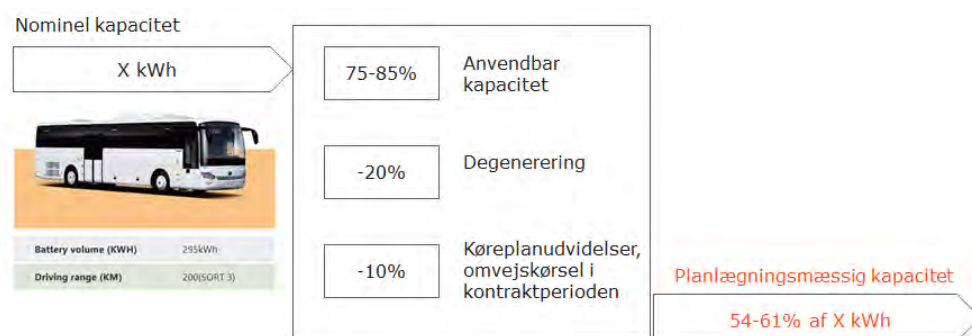 Nominel kapacitet
X kWh
75-85%
Anvendbar
kapacitet
-20%
Degenerering
Battery volume (KWH) 295kWh
Driving range (KM) 200(SORT 3)
-10%
Køreplanudvidelser,
omvejskørsel i
kontraktperioden
Planlægningsmæssig kapacitet
54-61% af X kWh